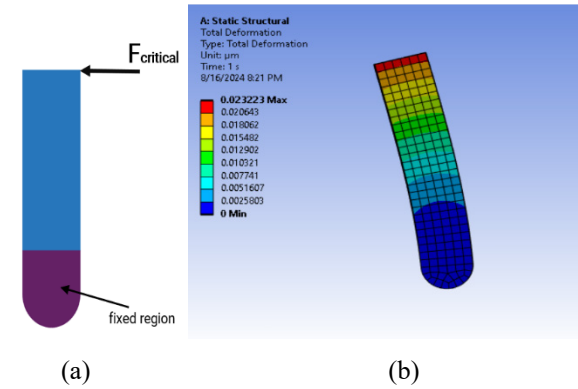 Fcritical
fixed region
(a)
A: Static Structural
Total Deformation
Type: Total Deformation
Unit: µm
Time: 1 s
8/16/2024 8:21 PM
0.023223 Max
0.020643
0.018062
0.015482
0.012902
0.010321
0.007741
0.0051607
0.0025803
0 Min
(b)